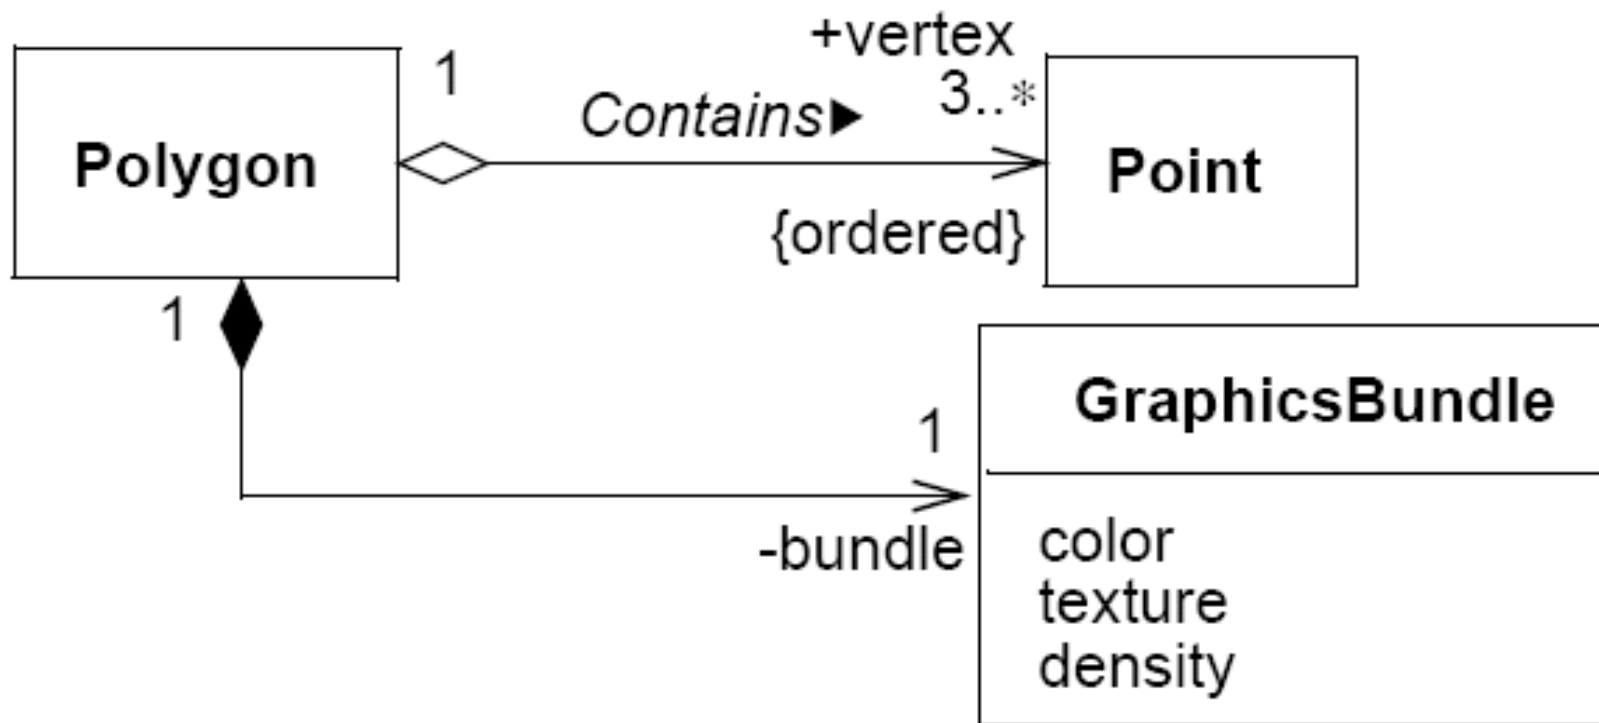 +vertex
1
3..*
Contains▶
Polygon
Point
{ordered}
1
GraphicsBundle
1
-bundle
color
texture
density